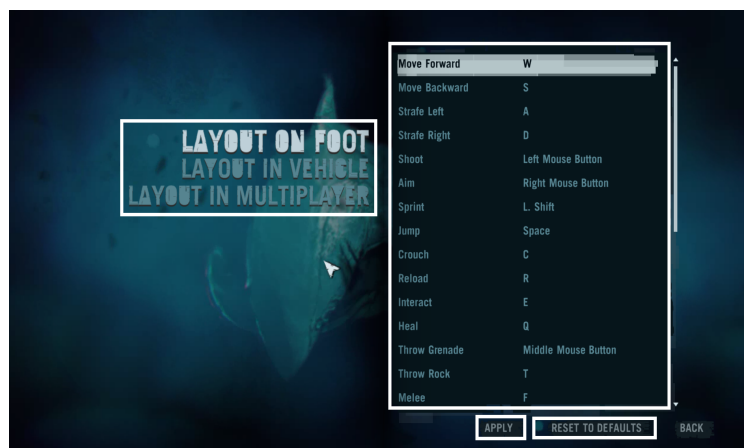 LAYOUT ON FOOT
LAYOUT IN VEHICLE
LAYOUT IN MULTIPLAYER
Move Forward W
Move Backward S
Strafe Left A
Strafe Right D
Shoot Left Mouse Button
Aim Right Mouse Button
Sprint L. Shift
Jump Space
Crouch C
Reload R
Interact E
Heal Q
Throw Grenade Middle Mouse Button
Throw Rock T
Melee F
APPLY RESET TO DEFAULTS BACK